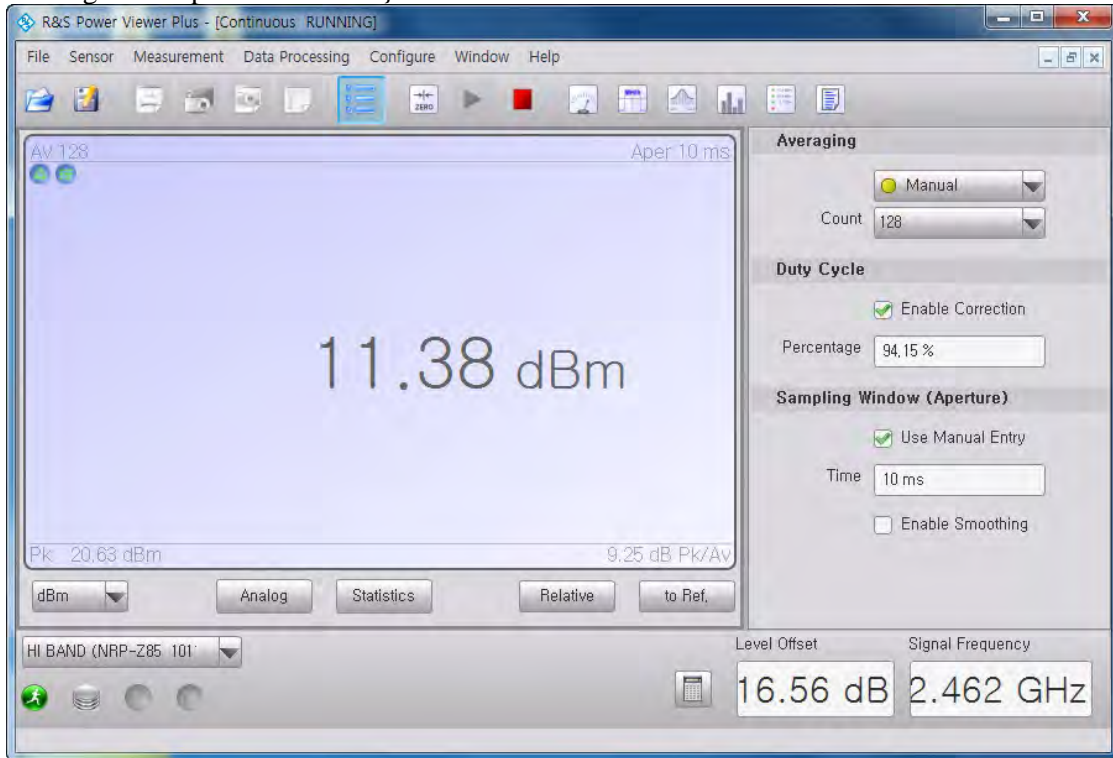 R&S Power Viewer Plus - [Continuous RUNNING]
File Sensor Measurement Data Processing Configure Window Help
ZERO
AV 128
Aper 10 ms
11.38 dBm
Pk 20.63 dBm
9.25 dB Pk/Av
dBm
Analog
Statistics
Relative
to Ref.
Averaging
Manual
Count 128
Duty Cycle
Enable Correction
Percentage 94.15 %
Sampling Window (Aperture)
Use Manual Entry
Time 10 ms
Enable Smoothing
HI BAND (NRP-Z85 101
Level Offset
16.56 dB
Signal Frequency
2.462 GHz